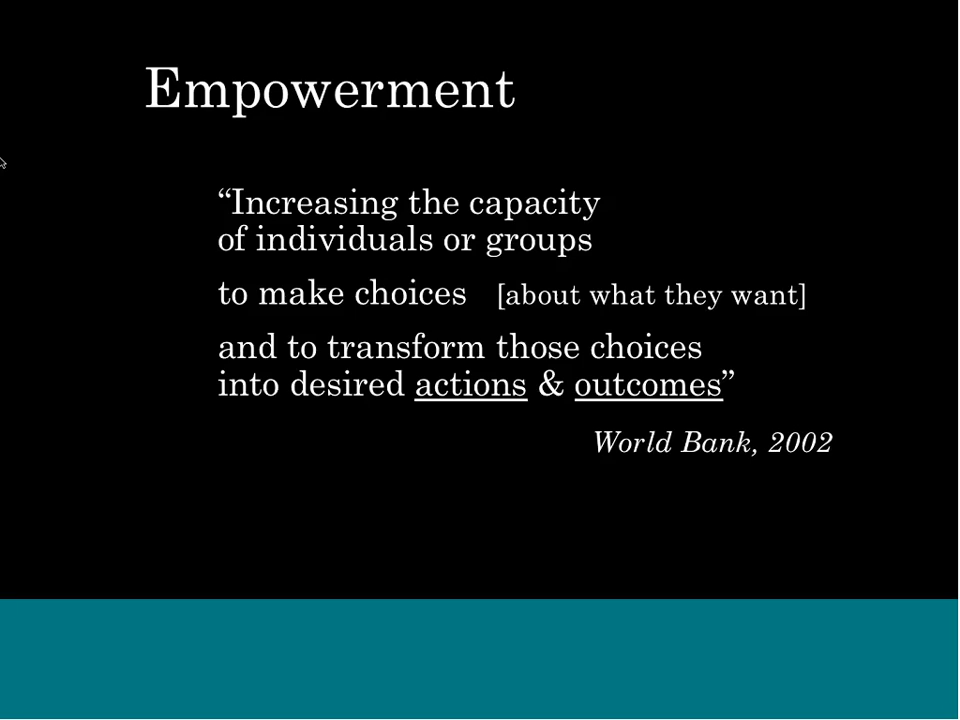 Empowerment
“Increasing the capacity
of individuals or groups
to make choices [about what they want]
and to transform those choices
into desired actions & outcomes”
World Bank, 2002